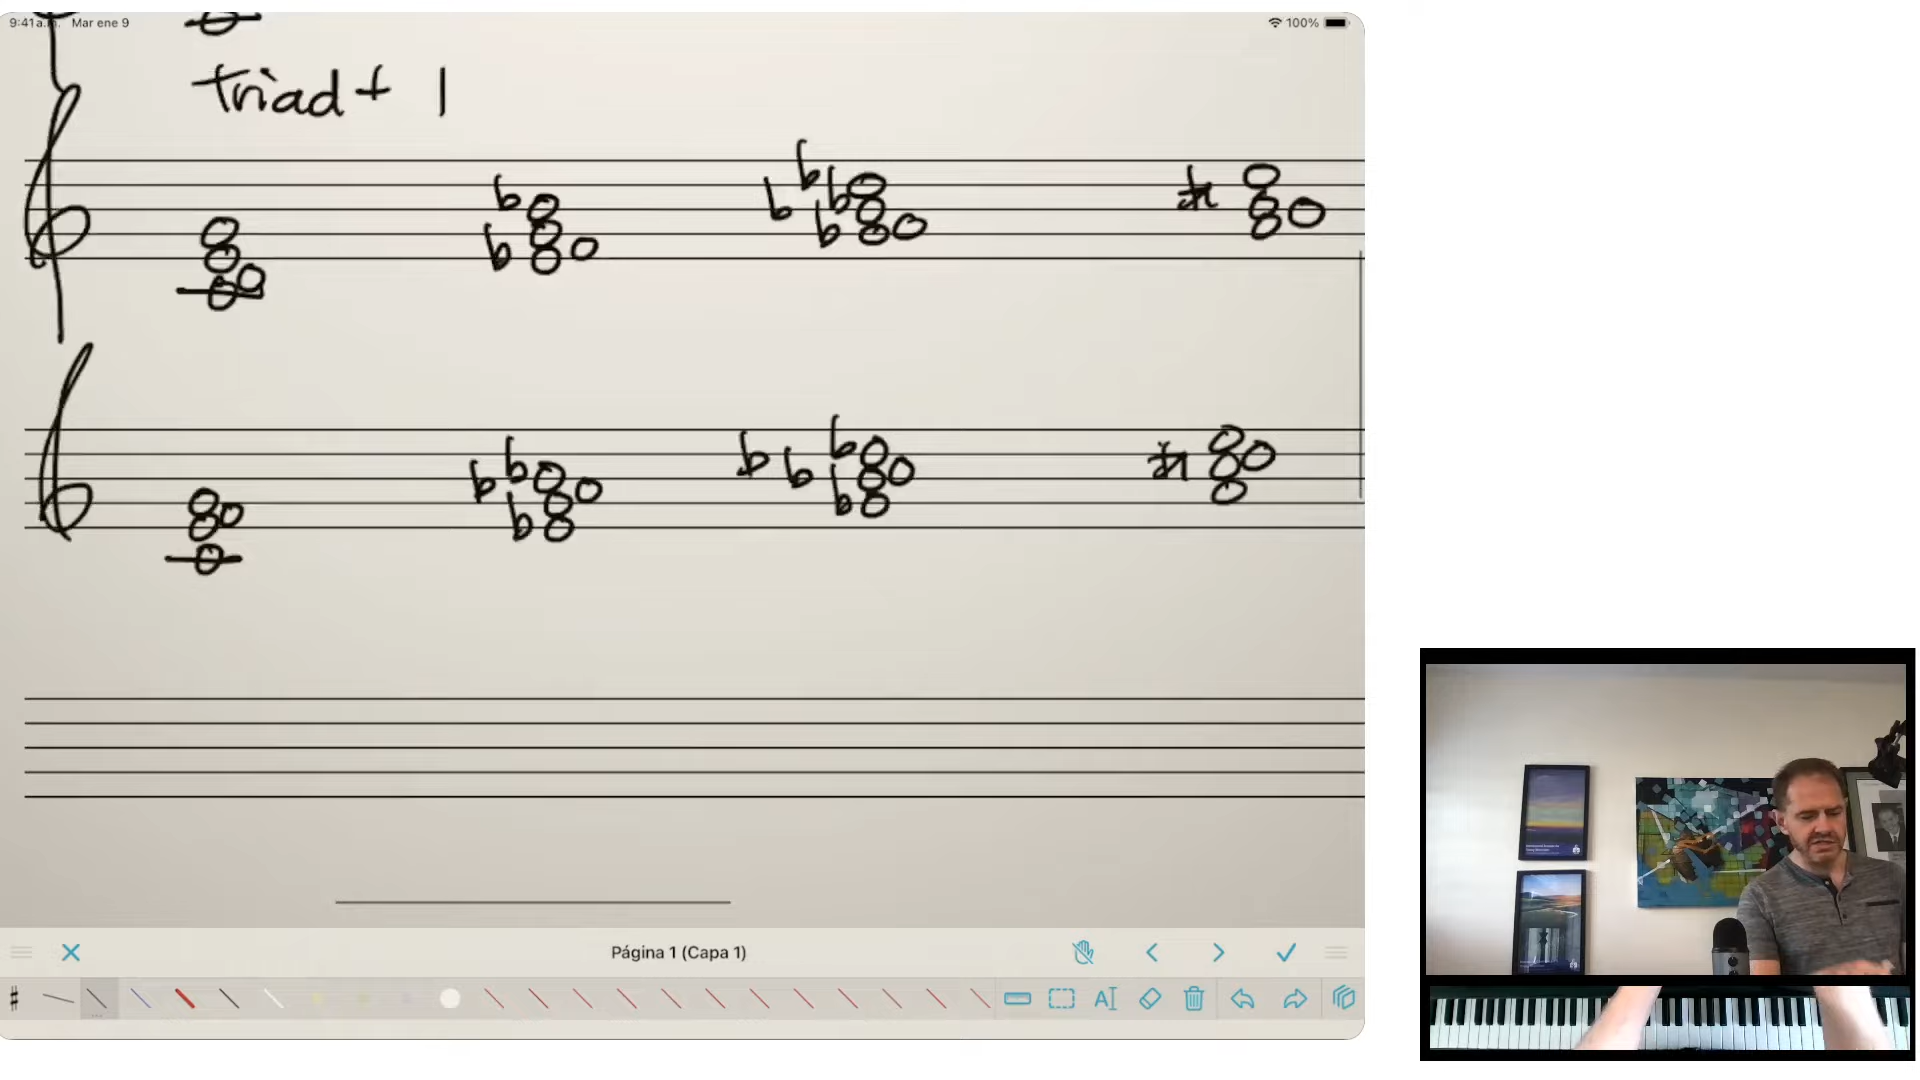 9:41 a.m. Mar ene 9
100%
triad + 1
Página 1 (Capa 1)